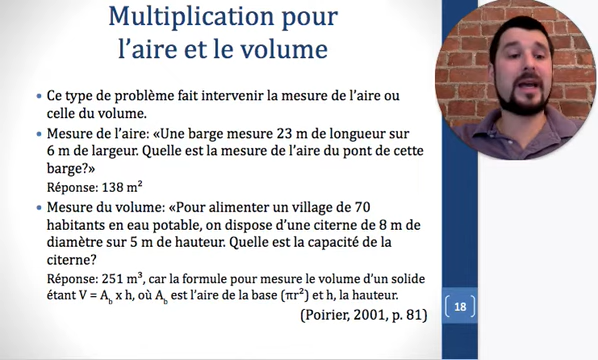 Multiplication pour
l’aire et le volume
• Ce type de problème fait intervenir la mesure de l’aire ou
celle du volume.
• Mesure de l’aire: «Une barge mesure 23 m de longueur sur
6 m de largeur. Quelle est la mesure de l’aire du pont de cette
barge?»
Réponse: 138 m²
• Mesure du volume: «Pour alimenter un village de 70
habitants en eau potable, on dispose d’une citerne de 8 m de
diamètre sur 5 m de hauteur. Quelle est la capacité de la
citerne?
Réponse: 251 m³, car la formule pour mesure le volume d’un solide
étant V = A_b x h, où A_b est l’aire de la base (πr²) et h, la hauteur.
(Poirier, 2001, p. 81)
18